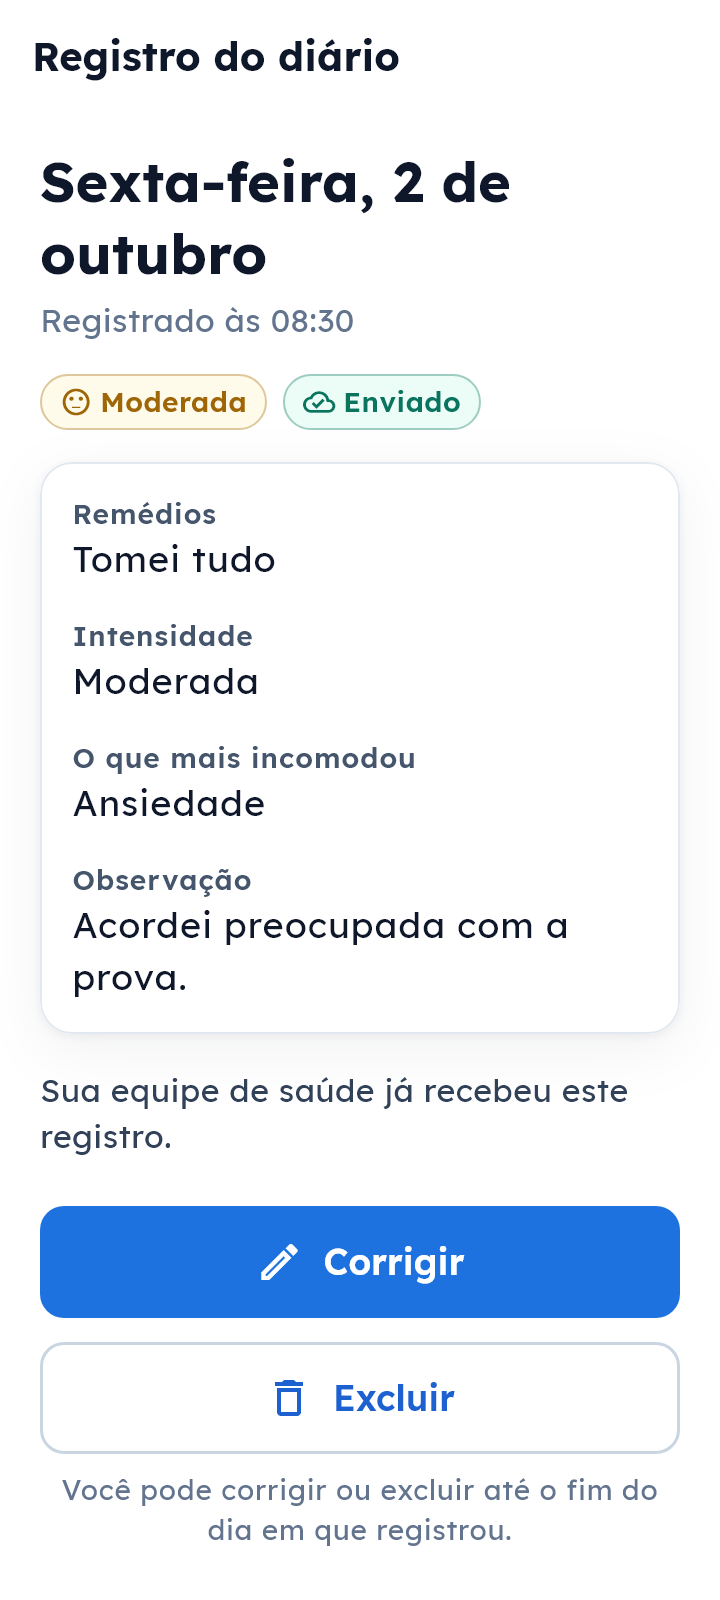 Registro do diário
Sexta-feira, 2 de
outubro
Registrado às 08:30
Moderada
Enviado
Remédios
Tomei tudo
Intensidade
Moderada
O que mais incomodou
Ansiedade
Observação
Acordei preocupada com a
prova.
Sua equipe de saúde já recebeu este
registro.
Corrigir
Excluir
Você pode corrigir ou excluir até o fim do
dia em que registrou.